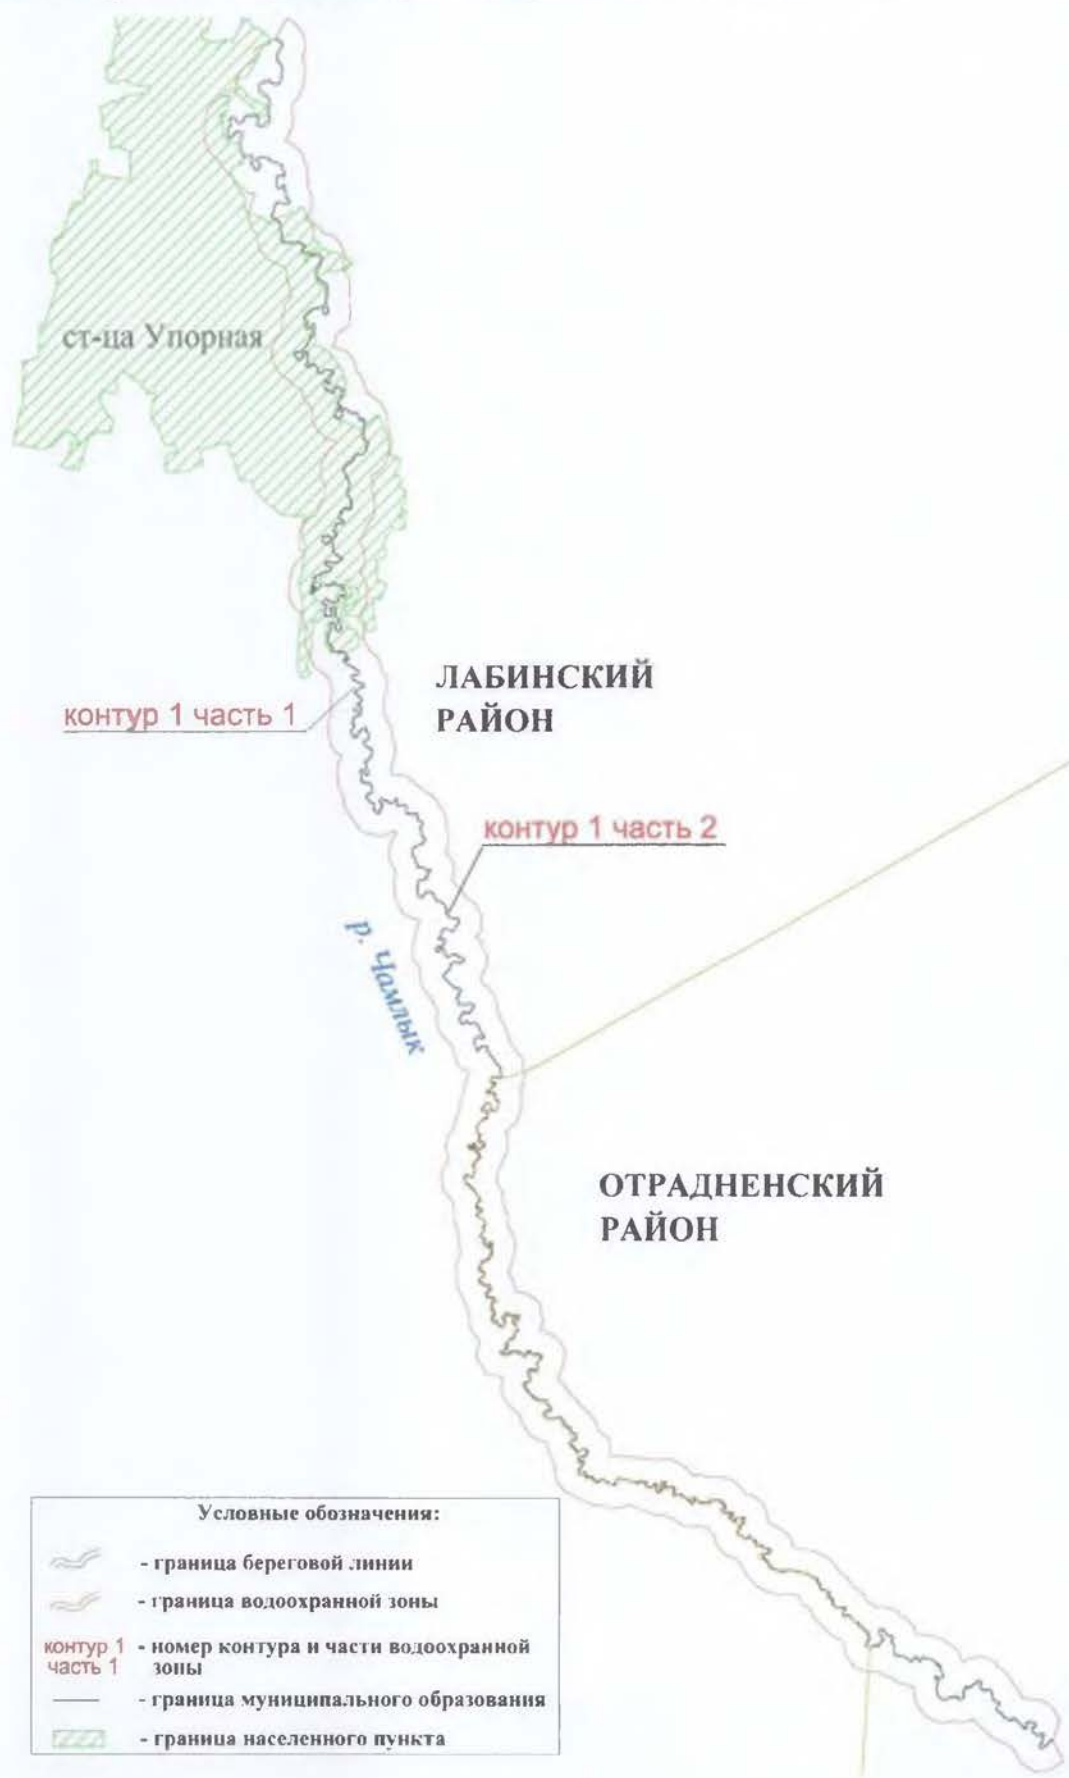 ст-ца Упорная
ЛАБИНСКИЙ
РАЙОН
контур 1 часть 1
контур 1 часть 2
р. Чамлык
ОТРАДНЕНСКИЙ
РАЙОН
Условные обозначения:
- граница береговой линии
- граница водоохранной зоны
контур 1 - номер контура и части водоохранной
часть 1 зоны
- граница муниципального образования
- граница населенного пункта